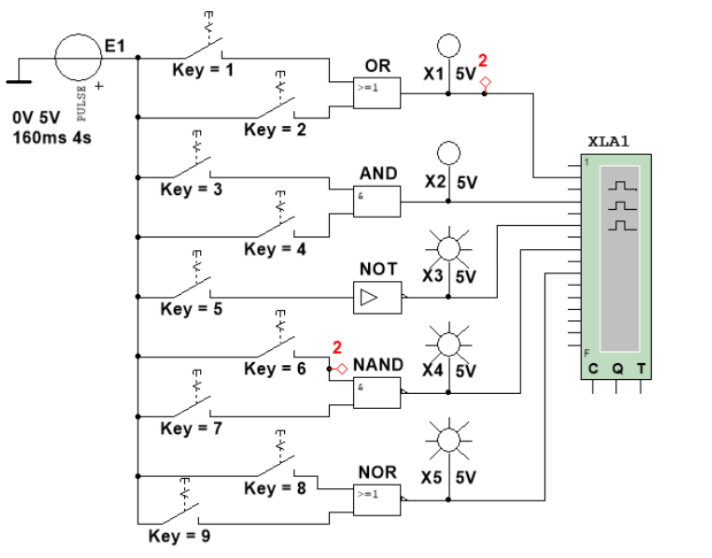 E1
PULSE
+
0V 5V
160ms 4s
E
Key = 1
E
Key = 2
OR
>=1
X1 5V
2
E
Key = 3
E
Key = 4
AND
&
X2 5V
E
Key = 5
NOT
X3 5V
E
Key = 6
2
E
Key = 7
NAND
&
X4 5V
E
Key = 8
E
Key = 9
NOR
>=1
X5 5V
XLA1
1
F
C Q T